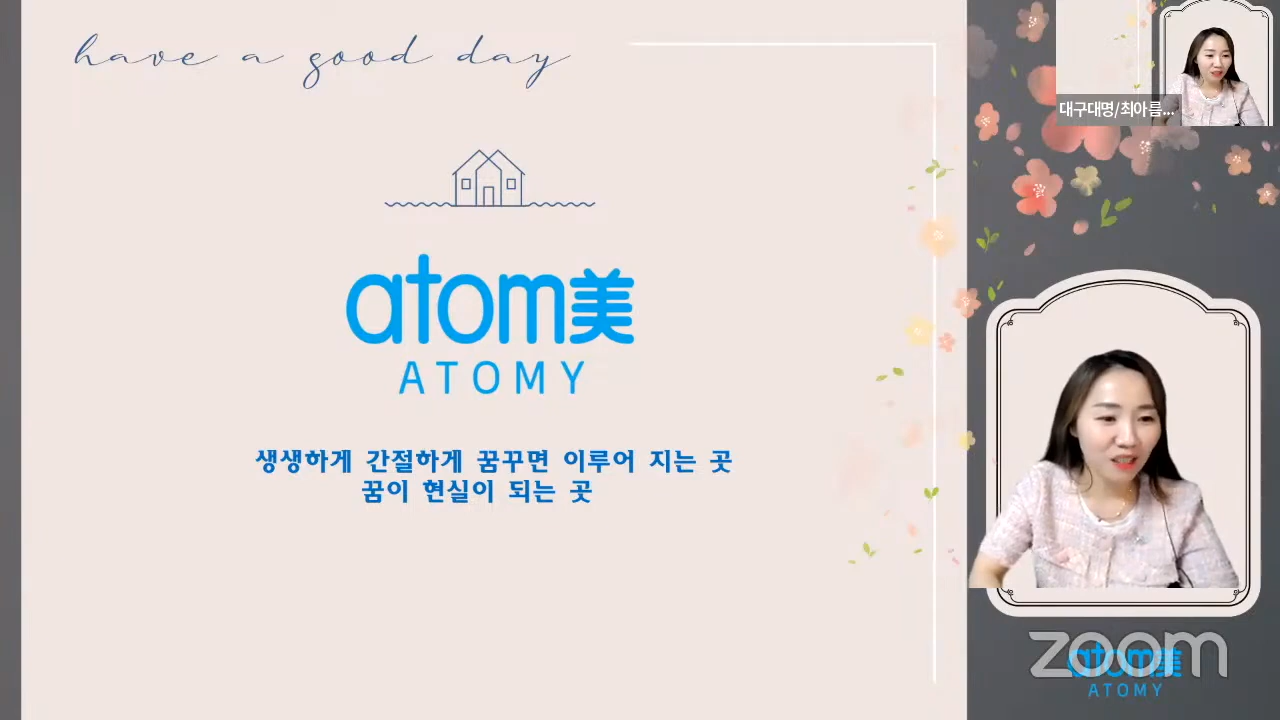 have a good day
atom美
ATOMY
생생하게 간절하게 꿈꾸면 이루어 지는 곳
꿈이 현실이 되는 곳
대구대명/최아름...
zoom
atom美
ATOMY